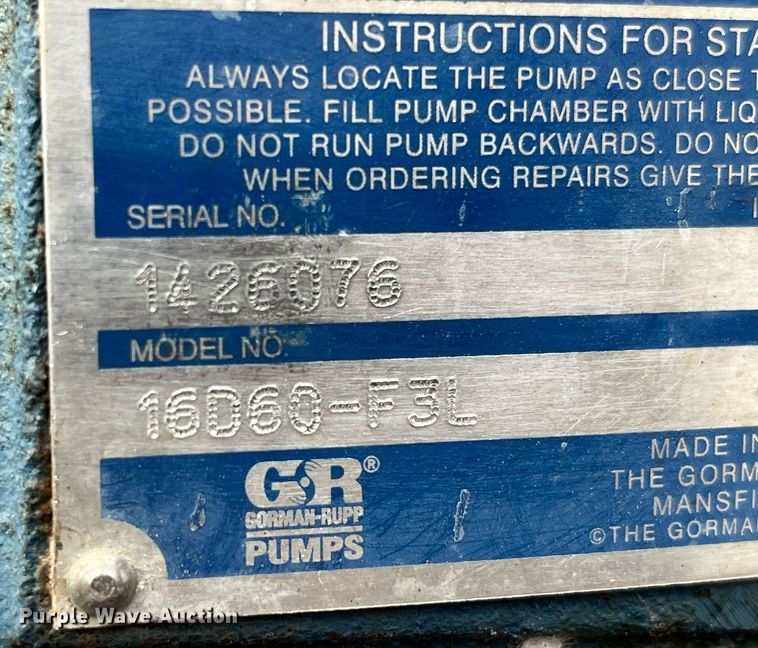 INSTRUCTIONS FOR STA
ALWAYS LOCATE THE PUMP AS CLOSE T
POSSIBLE. FILL PUMP CHAMBER WITH LIQ
DO NOT RUN PUMP BACKWARDS. DO NO
WHEN ORDERING REPAIRS GIVE THE
SERIAL NO.
1426076
MODEL NO.
16D60-F3L
GR®
GORMAN-RUPP
PUMPS
MADE IN
THE GORMA
MANSFI
©THE GORMA
Purple Wave Auction